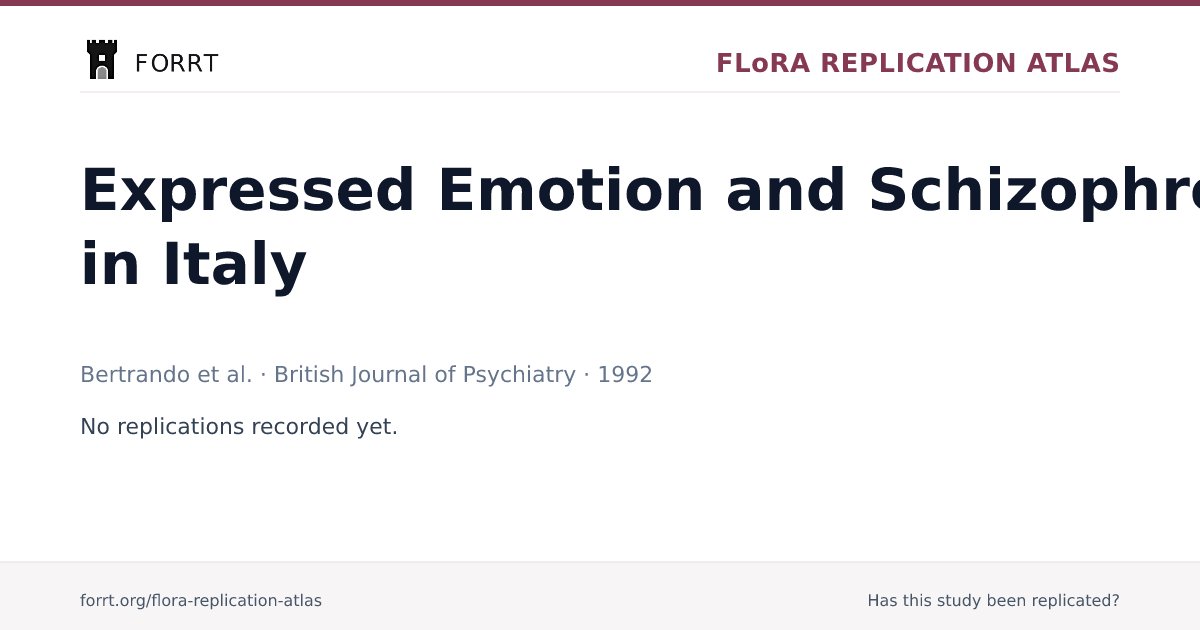 FORRT
FLoRA REPLICATION ATLAS
Expressed Emotion and Schizophre
in Italy
Bertrando et al. · British Journal of Psychiatry · 1992
No replications recorded yet.
forrt.org/flora-replication-atlas
Has this study been replicated?